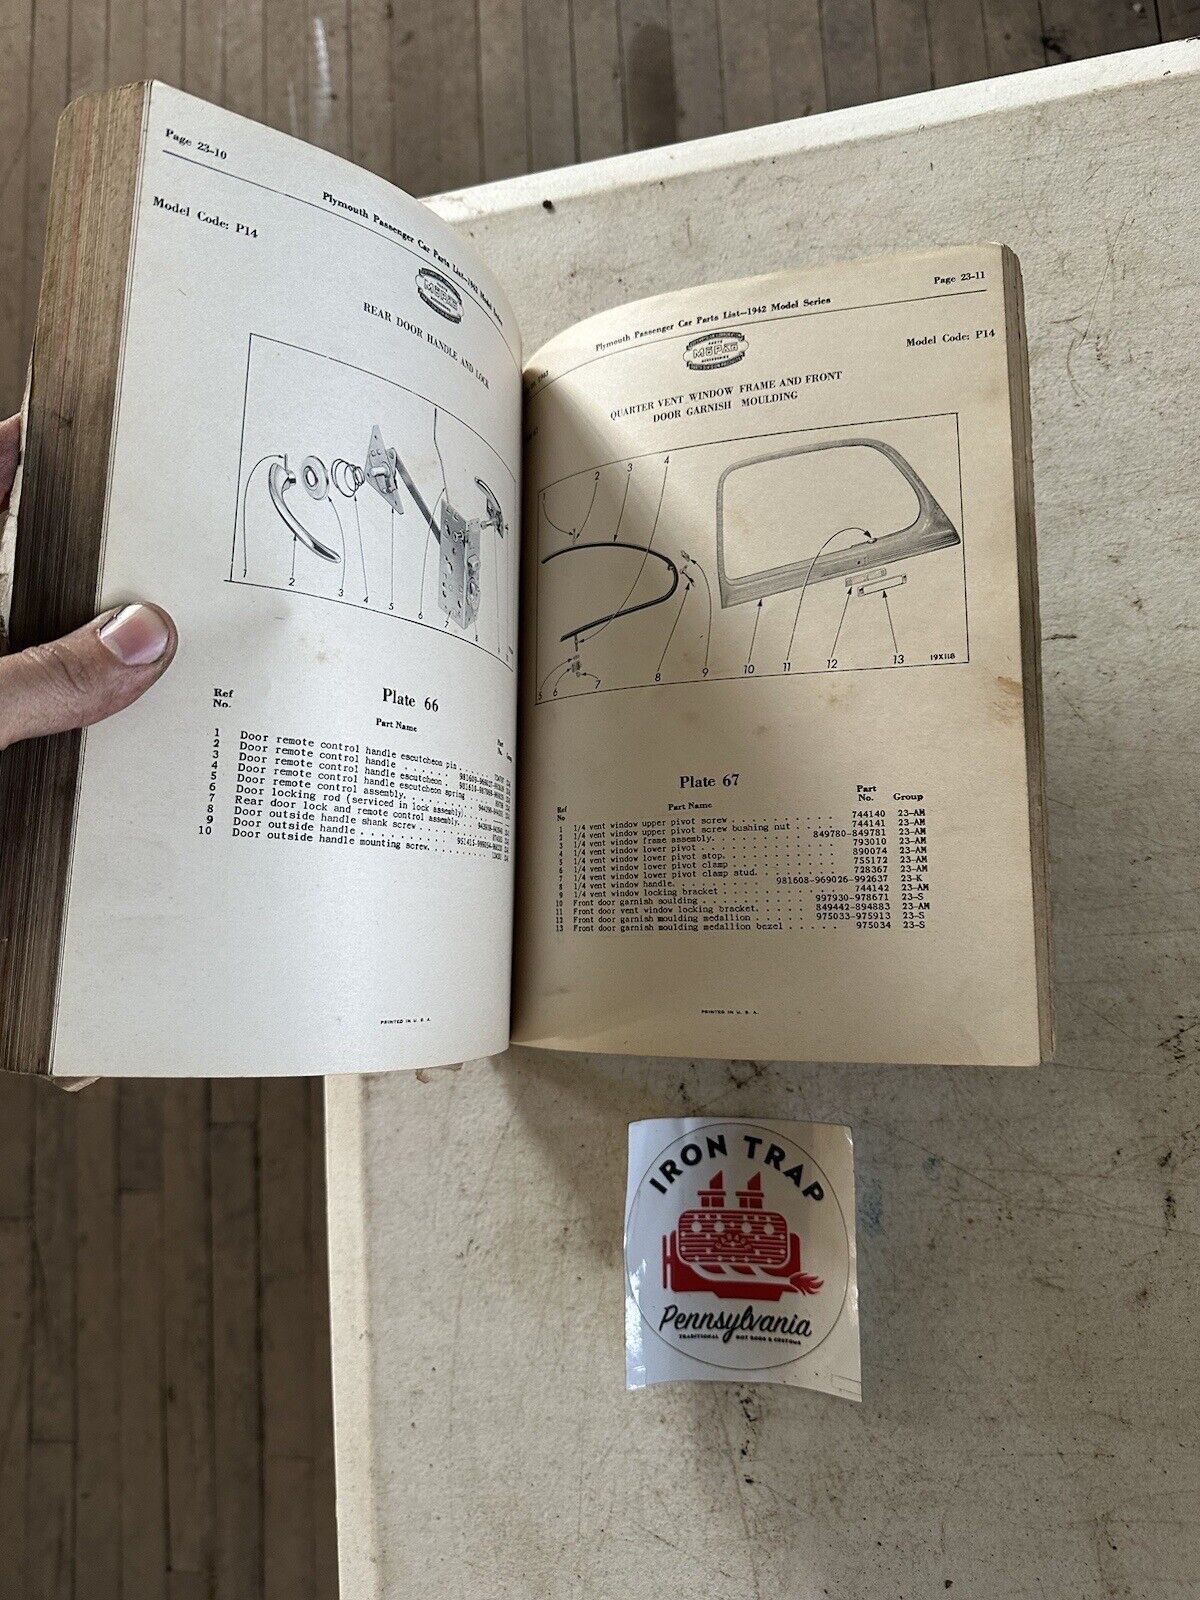 Page 23-10
Plymouth Passenger Car Parts List—1942 Model Series
Model Code: P14
MOPAR
REAR DOOR HANDLE AND LOCK
1 2 3 4 5 6 7 8
Plate 66
Ref No. Part Name
1 Door remote control handle escutcheon pin
2 Door remote control handle
3 Door remote control handle escutcheon
4 Door remote control handle escutcheon spring
5 Door remote control assembly
6 Door locking rod (serviced in lock assembly)
7 Rear door lock and remote control assembly
8 Door outside handle shank screw
9 Door outside handle
10 Door outside handle mounting screw
PRINTED IN U. S. A.
Page 23-11
Plymouth Passenger Car Parts List—1942 Model Series
Model Code: P14
MOPAR
PARTS
ACCESSORIES
QUARTER VENT WINDOW FRAME AND FRONT
DOOR GARNISH MOULDING
1 2 3 4
5 6 7 8 9 10 11 12 13
19X118
Plate 67
Ref No Part Name Part No. Group
1 1/4 vent window upper pivot screw 744140 23-AM
2 1/4 vent window upper pivot screw bushing nut 744141 23-AM
3 1/4 vent window frame assembly 849780-849781 23-AM
4 1/4 vent window lower pivot 793010 23-AM
5 1/4 vent window lower pivot stop 890074 23-AM
6 1/4 vent window lower pivot clamp 755172 23-AM
7 1/4 vent window lower pivot clamp stud 728367 23-AM
8 1/4 vent window handle 981608-969026-992637 23-K
9 1/4 vent window locking bracket 744142 23-AM
10 Front door garnish soulding 997930-978671 23-S
11 Front door vent window locking bracket 849442-894883 23-AM
12 Front door garnish moulding medallion 975033-975913 23-S
13 Front door garnish moulding medallion bezel 975034 23-S
PRINTED IN U. S. A.
IRON TRAP
Pennsylvania
TRADITIONAL HOT RODS & CUSTOMS